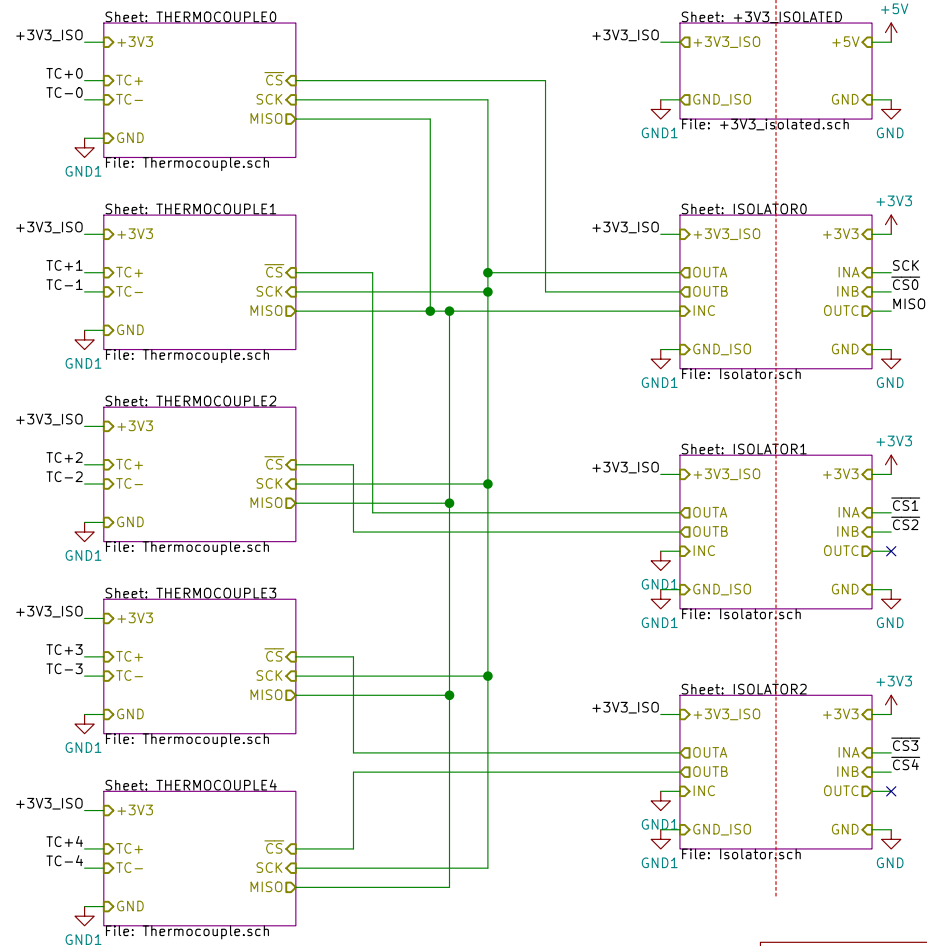 Sheet: THERMOCOUPLE0
+3V3_ISO
+3V3
TC+0
TC+
TC-0
TC-
CS
SCK
MISO
GND
GND1
File: Thermocouple.sch
Sheet: THERMOCOUPLE1
+3V3_ISO
+3V3
TC+1
TC+
TC-1
TC-
CS
SCK
MISO
GND
GND1
File: Thermocouple.sch
Sheet: THERMOCOUPLE2
+3V3_ISO
+3V3
TC+2
TC+
TC-2
TC-
CS
SCK
MISO
GND
GND1
File: Thermocouple.sch
Sheet: THERMOCOUPLE3
+3V3_ISO
+3V3
TC+3
TC+
TC-3
TC-
CS
SCK
MISO
GND
GND1
File: Thermocouple.sch
Sheet: THERMOCOUPLE4
+3V3_ISO
+3V3
TC+4
TC+
TC-4
TC-
CS
SCK
MISO
GND
GND1
File: Thermocouple.sch
Sheet: +3V3_ISOLATED
+5V
+3V3_ISO
+3V3_ISO
+5V
GND_ISO
GND
GND1
GND
File: +3V3_isolated.sch
Sheet: ISOLATOR0
+3V3
+3V3_ISO
+3V3_ISO
+3V3
OUTA
INA
SCK
OUTB
INB
CS0
INC
OUTC
MISO
GND_ISO
GND
GND1
GND
File: Isolator.sch
Sheet: ISOLATOR1
+3V3
+3V3_ISO
+3V3_ISO
+3V3
OUTA
INA
CS1
OUTB
INB
CS2
INC
OUTC
GND1
GND_ISO
GND
GND1
GND
File: Isolator.sch
Sheet: ISOLATOR2
+3V3
+3V3_ISO
+3V3_ISO
+3V3
OUTA
INA
CS3
OUTB
INB
CS4
INC
OUTC
GND1
GND_ISO
GND
GND1
GND
File: Isolator.sch